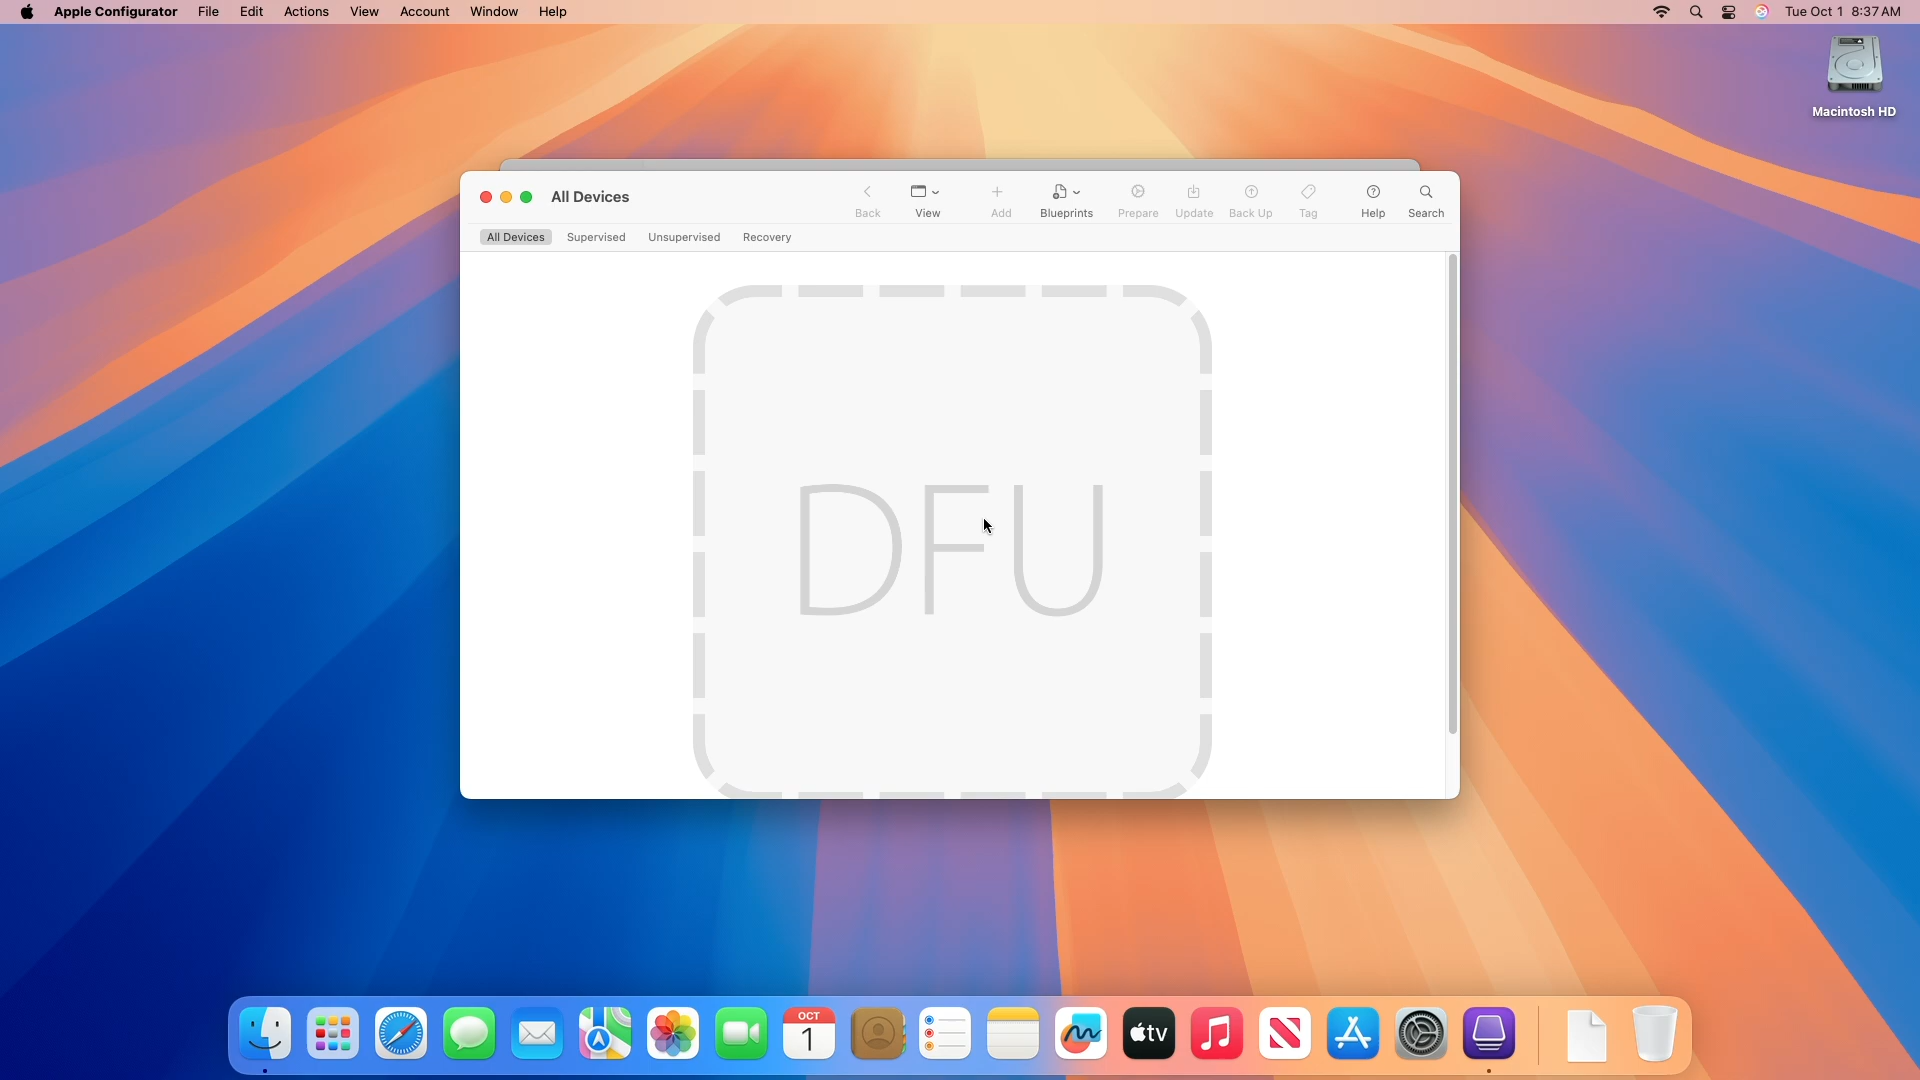 Apple Configurator File Edit Actions View Account Window Help Tue Oct 1 8:37 AM
Macintosh HD
All Devices
Back View Add Blueprints Prepare Update Back Up Tag Help Search
All Devices Supervised Unsupervised Recovery
DFU
OCT
1
tv